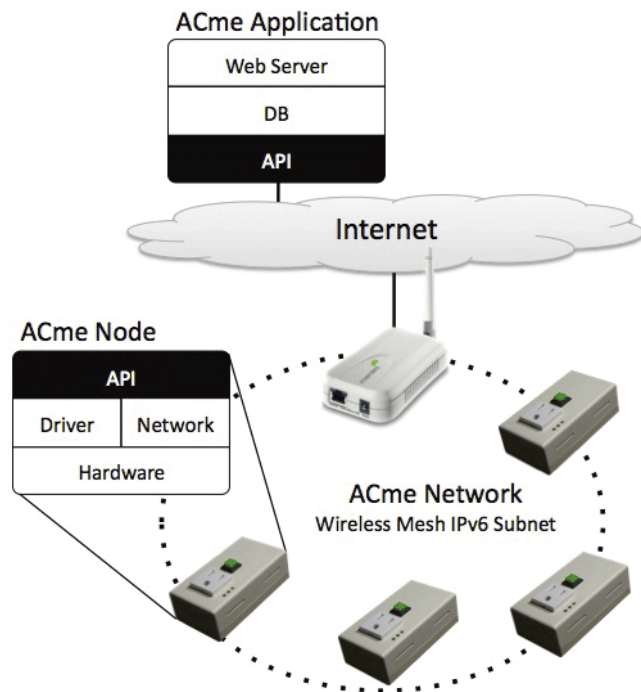 ACme Application
Web Server
DB
API
Internet
ACme Node
API
Driver Network
Hardware
ACme Network
Wireless Mesh IPv6 Subnet